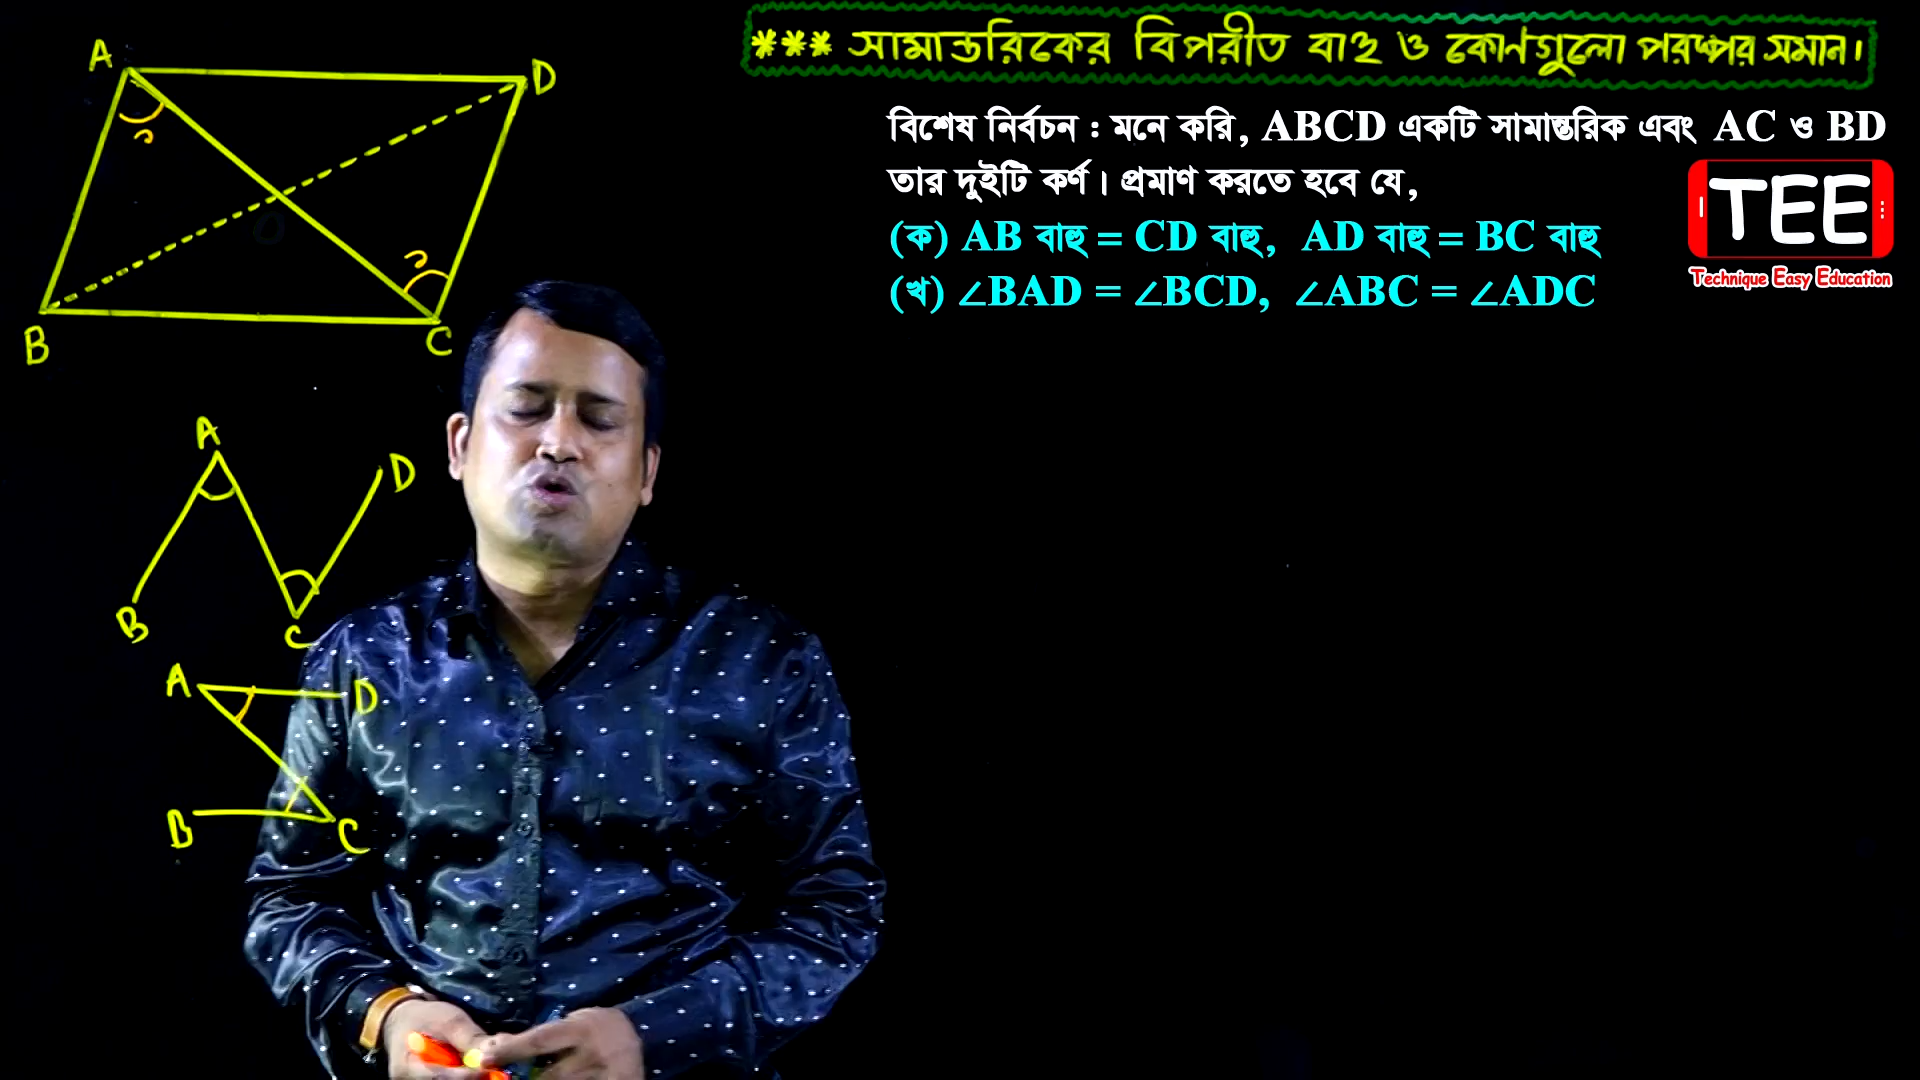 *** সামান্তরিকের বিপরীত বাহু ও কোণগুলো পরস্পর সমান।
বিশেষ নির্বচন : মনে করি, ABCD একটি সামান্তরিক এবং AC ও BD
তার দুইটি কর্ণ। প্রমাণ করতে হবে যে,
(ক) AB বাহু = CD বাহু, AD বাহু = BC বাহু
(খ) ∠BAD = ∠BCD, ∠ABC = ∠ADC
TEE
Technique Easy Education
A
D
O
B
C
A
D
B
C
A
D
B
C